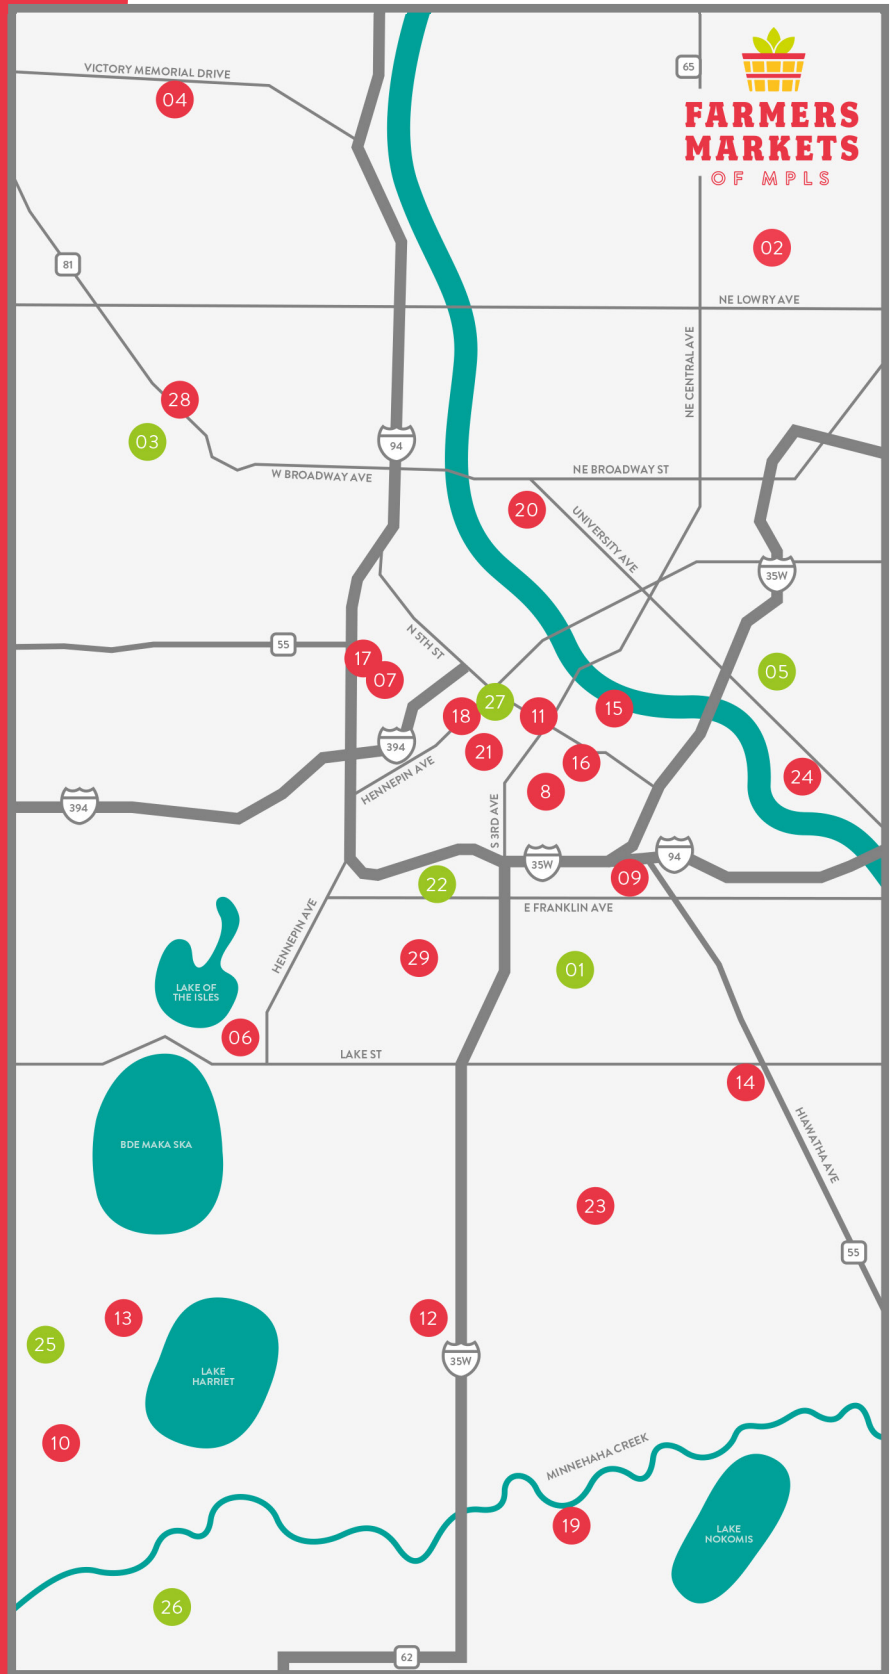 VICTORY MEMORIAL DRIVE
04
65
FARMERS
MARKETS
OF MPLS
02
81
NE LOWRY AVE
NE CENTRAL AVE
28
03
94
W BROADWAY AVE
NE BROADWAY ST
20
UNIVERSITY AVE
35W
N 5TH ST
55
17
07
05
27
18
11
15
394
21
16
HENNEPIN AVE
8
24
394
S 3RD AVE
35W
94
22
09
E FRANKLIN AVE
HENNEPIN AVE
29
01
LAKE OF
THE ISLES
06
LAKE ST
14
BDE MAKA SKA
HIAWATHA AVE
23
55
13
12
25
35W
LAKE
HARRIET
10
MINNEHAHA CREEK
19
LAKE
NOKOMIS
26
62